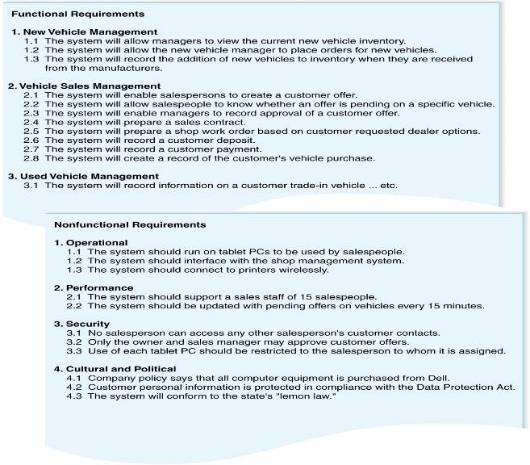 Functional Requirements
1. New Vehicle Management
1.1 The system will allow managers to view the current new vehicle inventory.
1.2 The system will allow the new vehicle manager to place orders for new vehicles.
1.3 The system will record the addition of new vehicles to inventory when they are received
from the manufacturers.
2. Vehicle Sales Management
2.1 The system will enable salespersons to create a customer offer.
2.2 The system will allow salespeople to know whether an offer is pending on a specific vehicle.
2.3 The system will enable managers to record approval of a customer offer.
2.4 The system will prepare a sales contract.
2.5 The system will prepare a shop work order based on customer requested dealer options.
2.6 The system will record a customer deposit.
2.7 The system will record a customer payment.
2.8 The system will create a record of the customer's vehicle purchase.
3. Used Vehicle Management
3.1 The system will record information on a customer trade-in vehicle ... etc.
Nonfunctional Requirements
1. Operational
1.1 The system should run on tablet PCs to be used by salespeople.
1.2 The system should interface with the shop management system.
1.3 The system should connect to printers wirelessly.
2. Performance
2.1 The system should support a sales staff of 15 salespeople.
2.2 The system should be updated with pending offers on vehicles every 15 minutes.
3. Security
3.1 No salesperson can access any other salesperson's customer contacts.
3.2 Only the owner and sales manager may approve customer offers.
3.3 Use of each tablet PC should be restricted to the salesperson to whom it is assigned.
4. Cultural and Political
4.1 Company policy says that all computer equipment is purchased from Dell.
4.2 Customer personal information is protected in compliance with the Data Protection Act.
4.3 The system will conform to the state's "lemon law."